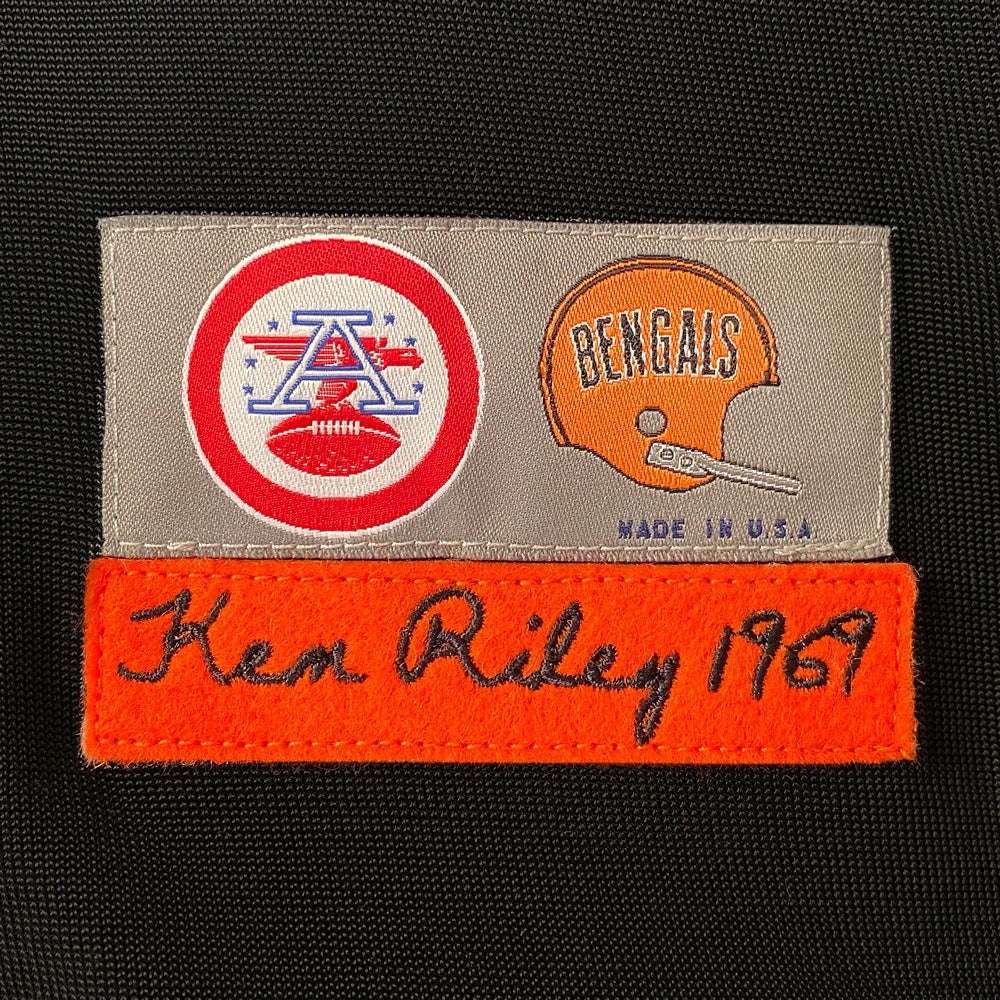 A
BENGALS
MADE IN U.S.A
Ken Riley 1969